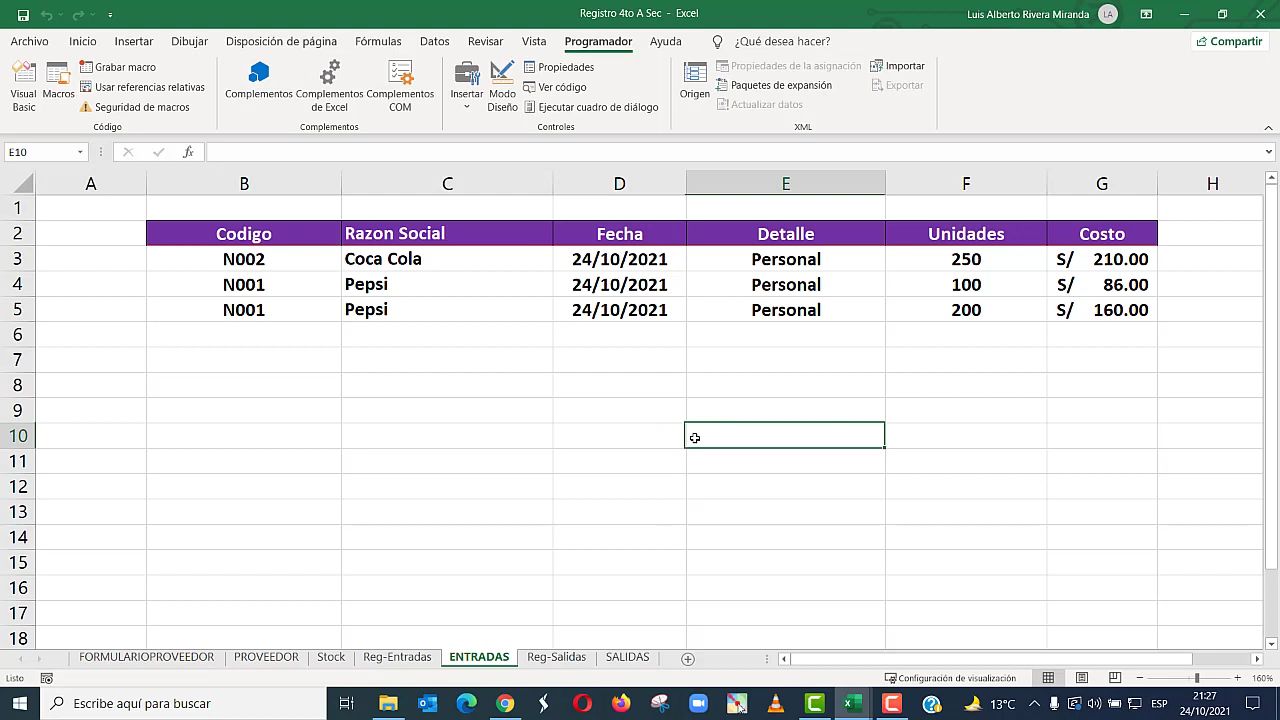 Registro 4to A Sec - Excel
Luis Alberto Rivera Miranda LA
Archivo Inicio Insertar Dibujar Disposición de página Fórmulas Datos Revisar Vista Programador Ayuda ¿Qué desea hacer? Compartir
Visual Basic
Macros
Grabar macro
Usar referencias relativas
Seguridad de macros
Código
Complementos
Complementos de Excel
Complementos COM
Complementos
Insertar
Modo Diseño
Propiedades
Ver código
Ejecutar cuadro de diálogo
Controles
Origen
Propiedades de la asignación
Paquetes de expansión
Actualizar datos
Importar
Exportar
XML
E10 fx
A B C D E F G H
1
2 Codigo Razon Social Fecha Detalle Unidades Costo
3 N002 Coca Cola 24/10/2021 Personal 250 S/ 210.00
4 N001 Pepsi 24/10/2021 Personal 100 S/ 86.00
5 N001 Pepsi 24/10/2021 Personal 200 S/ 160.00
6
7
8
9
10
11
12
13
14
15
16
17
18
FORMULARIOPROVEEDOR PROVEEDOR Stock Reg-Entradas ENTRADAS Reg-Salidas SALIDAS
Listo Configuración de visualización 160%
Escribe aquí para buscar 13°C ESP 21:27
24/10/2021